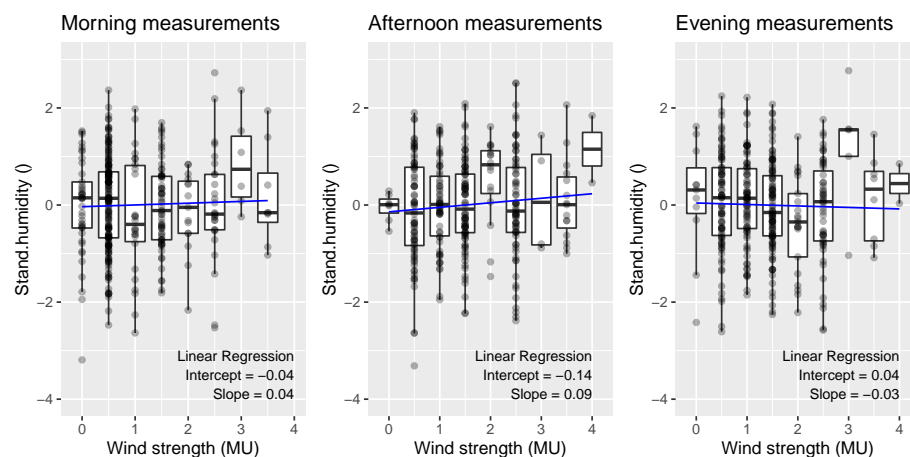 Morning measurements
Stand.humidity ()
2
0
−2
−4
Linear Regression
Intercept = −0.04
Slope = 0.04
0 1 2 3 4
Wind strength (MU)
Afternoon measurements
Stand.humidity ()
2
0
−2
−4
Linear Regression
Intercept = −0.14
Slope = 0.09
0 1 2 3 4
Wind strength (MU)
Evening measurements
Stand.humidity ()
2
0
−2
−4
Linear Regression
Intercept = 0.04
Slope = −0.03
0 1 2 3 4
Wind strength (MU)